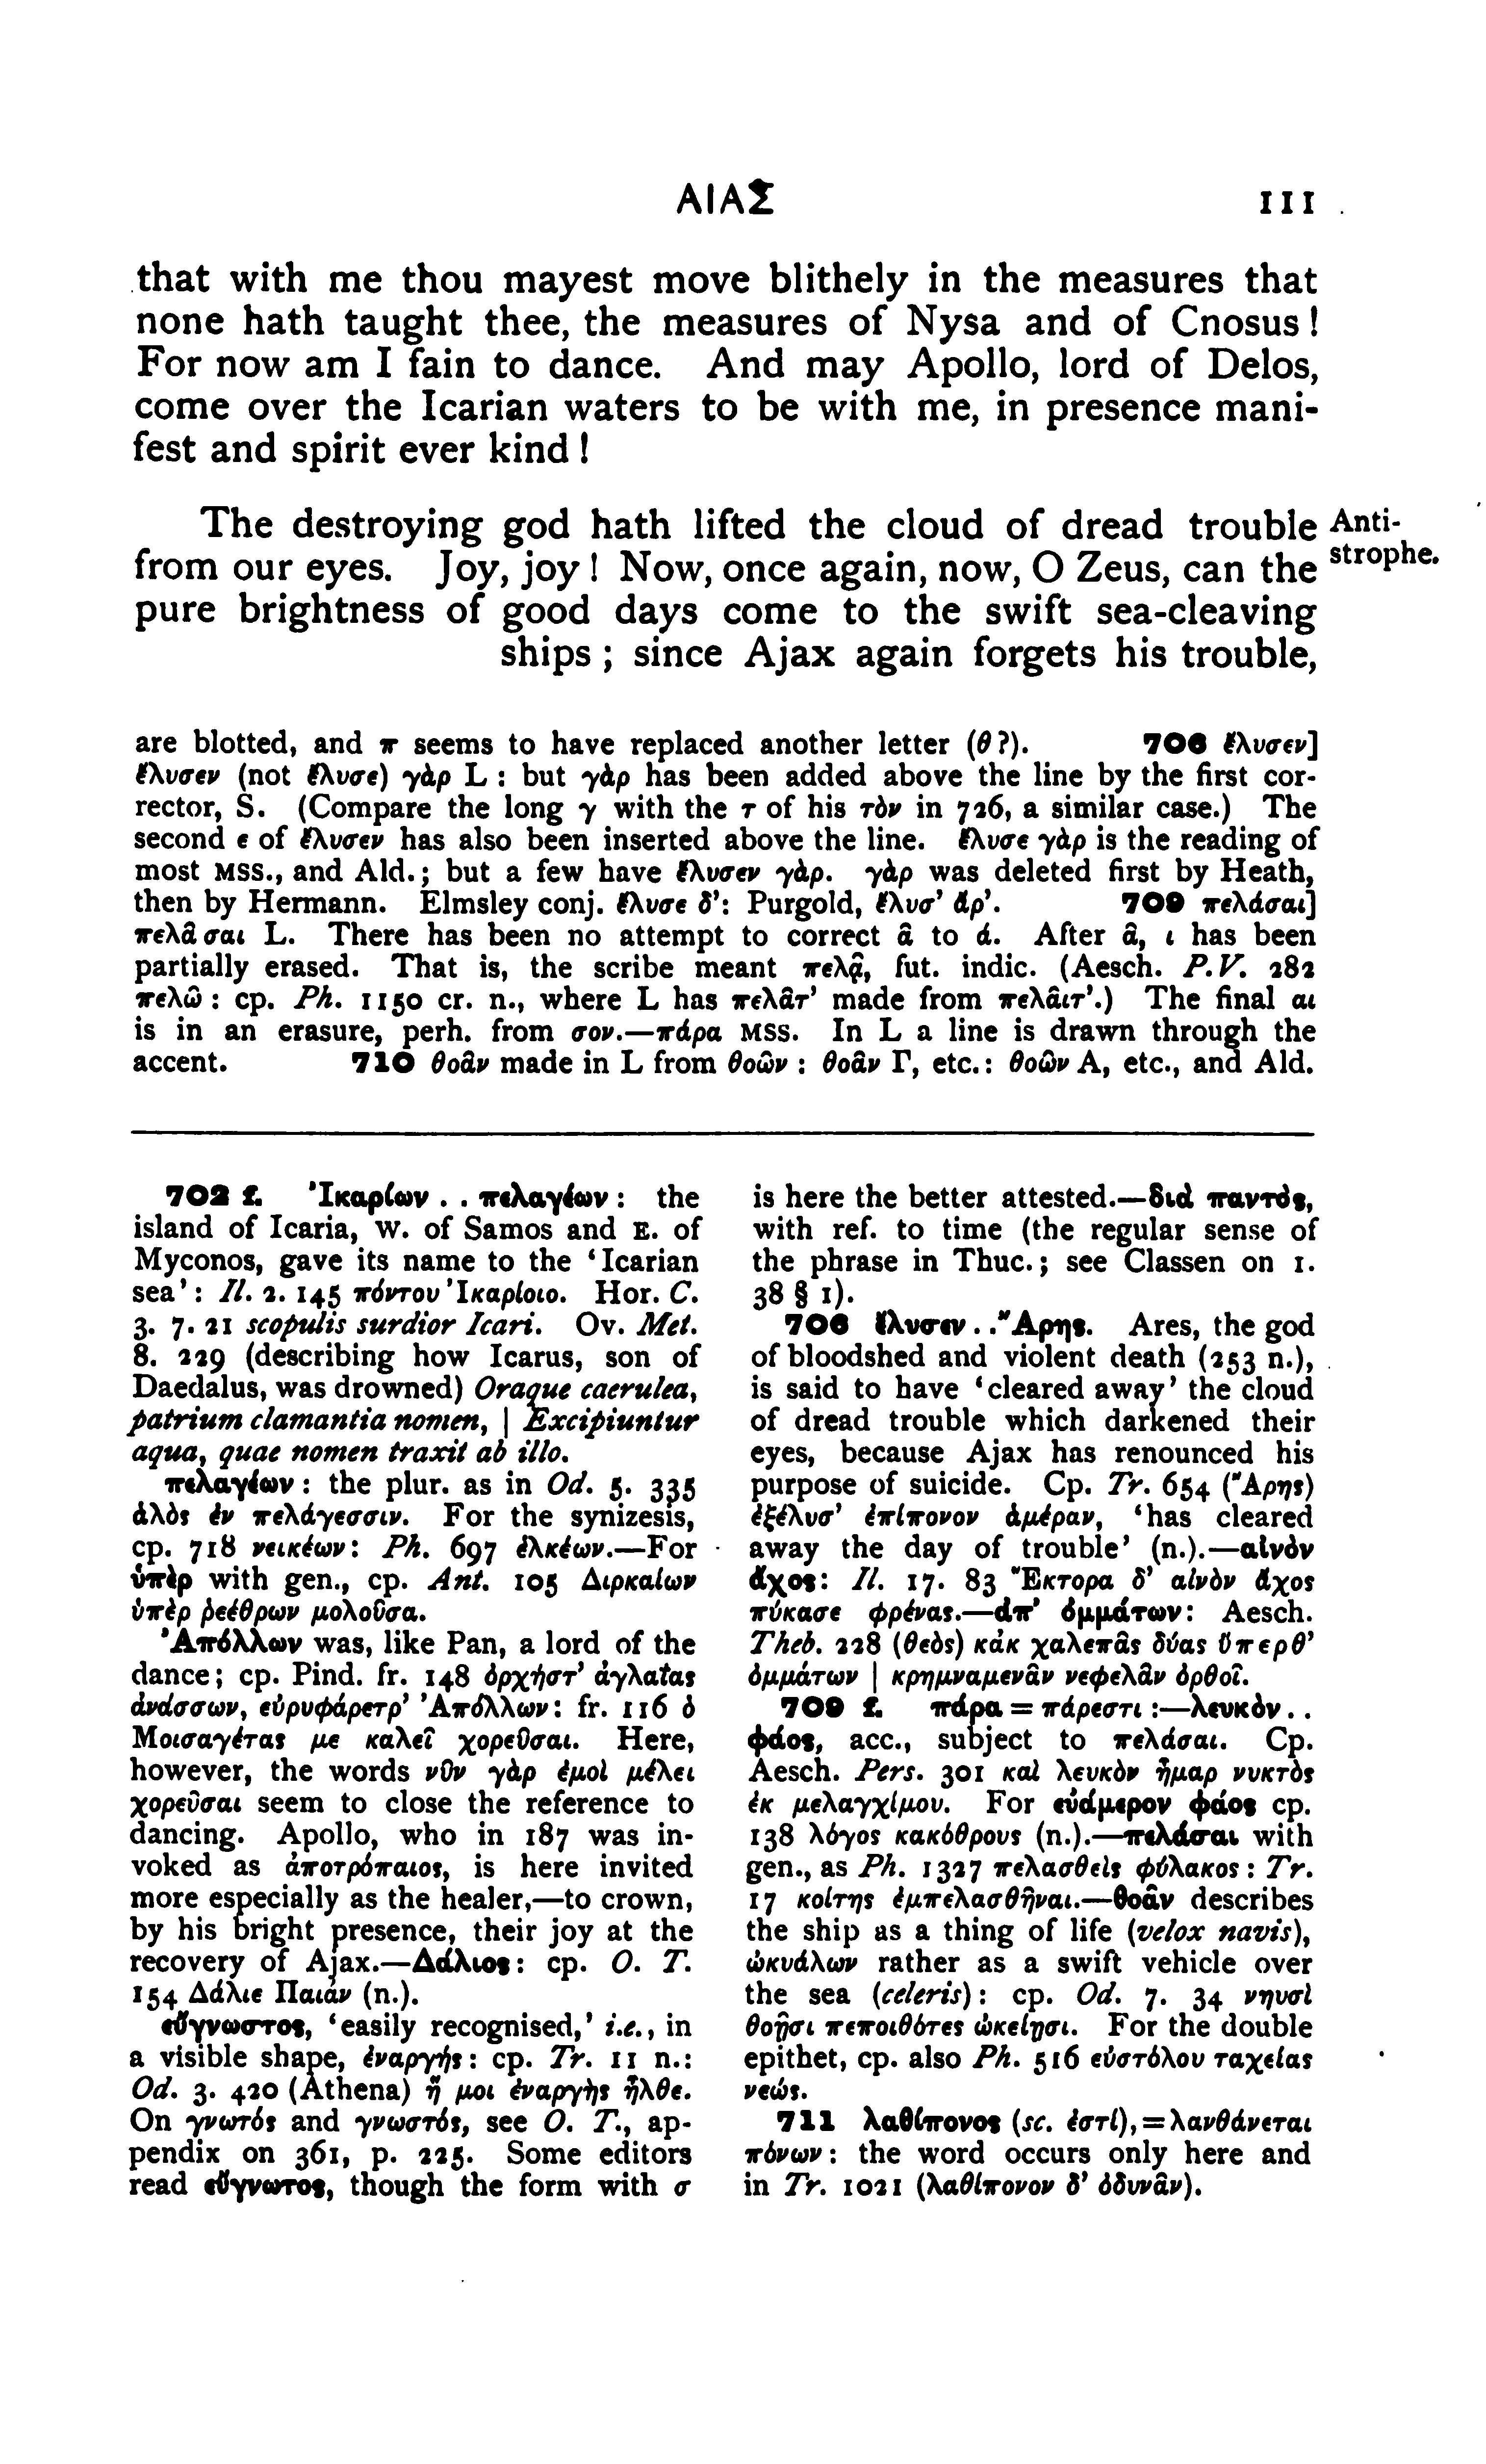 ΑΙΑΣ 111
that with me thou mayest move blithely in the measures that
none hath taught thee, the measures of Nysa and of Cnosus!
For now am I fain to dance. And may Apollo, lord of Delos,
come over the Icarian waters to be with me, in presence mani-
fest and spirit ever kind!
The destroying god hath lifted the cloud of dread trouble
from our eyes. Joy, joy! Now, once again, now, O Zeus, can the
pure brightness of good days come to the swift sea-cleaving
ships; since Ajax again forgets his trouble,
Anti-
strophe.
are blotted, and π seems to have replaced another letter (θ?). 706 ἔλυσεν]
ἔλυσεν (not ἔλυσε) γὰρ L: but γὰρ has been added above the line by the first cor-
rector, S. (Compare the long γ with the τ of his τὸν in 726, a similar case.) The
second ε of ἔλυσεν has also been inserted above the line. ἔλυσε γὰρ is the reading of
most MSS., and Ald.; but a few have ἔλυσεν γὰρ. γὰρ was deleted first by Heath,
then by Hermann. Elmsley conj. ἔλυσε δ’: Purgold, ἔλυσ’ ἄρ’. 709 πελάσαι]
πελᾶ σαι L. There has been no attempt to correct ᾶ to ά. After ᾶ, ι has been
partially erased. That is, the scribe meant πελᾷ, fut. indic. (Aesch. P.V. 282
πελῶ: cp. Ph. 1150 cr. n., where L has πελᾶτ’ made from πελᾶιτ’.) The final αι
is in an erasure, perh. from σον.—πάρα MSS. In L a line is drawn through the
accent. 710 θοᾶν made in L from θοῶν: θοᾶν Γ, etc.: θοῶν A, etc., and Ald.
702 f. Ἰκαρίων . . πελαγέων: the
island of Icaria, W. of Samos and E. of
Myconos, gave its name to the ‘Icarian
sea’: Il. 2. 145 πόντου Ἰκαρίοιο. Hor. C.
3. 7. 21 scopulis surdior Icari. Ov. Met.
8. 229 (describing how Icarus, son of
Daedalus, was drowned) Oraque caerulea,
patrium clamantia nomen, | Excipiuntur
aqua, quae nomen traxit ab illo.
πελαγέων: the plur. as in Od. 5. 335
ἁλὸς ἐν πελάγεσσιν. For the synizesis,
cp. 718 νεικέων: Ph. 697 ἑλκέων.—For
ὑπὲρ with gen., cp. Ant. 105 Διρκαίων
ὑπὲρ ῥεέθρων μολοῦσα.
Ἀπόλλων was, like Pan, a lord of the
dance; cp. Pind. fr. 148 ὀρχήστ’ ἀγλαΐας
ἀνάσσων, εὐρυφάρετρ’ Ἀπόλλων: fr. 116 ὁ
Μοισαγέτας με καλεῖ χορεῦσαι. Here,
however, the words νῦν γὰρ ἐμοὶ μέλει
χορεῦσαι seem to close the reference to
dancing. Apollo, who in 187 was in-
voked as ἀποτρόπαιος, is here invited
more especially as the healer,—to crown,
by his bright presence, their joy at the
recovery of Ajax.—Δάλιος: cp. O. T.
154 Δάλιε Παιάν (n.).
εὔγνωστος, ‘easily recognised,’ i.e., in
a visible shape, ἐναργής: cp. Tr. 11 n.:
Od. 3. 420 (Athena) ἥ μοι ἐναργὴς ἦλθε.
On γνωτός and γνωστός, see O. T., ap-
pendix on 361, p. 225. Some editors
read εὔγνωτος, though the form with σ
is here the better attested.—διὰ παντός,
with ref. to time (the regular sense of
the phrase in Thuc.; see Classen on 1.
38 § 1).
706 ἔλυσεν . . Ἄρης. Ares, the god
of bloodshed and violent death (253 n.),
is said to have ‘cleared away’ the cloud
of dread trouble which darkened their
eyes, because Ajax has renounced his
purpose of suicide. Cp. Tr. 654 (Ἄρης)
ἐξέλυσ’ ἐπίπονον ἁμέραν, ‘has cleared
away the day of trouble’ (n.).—αἰνὸν
ἄχος: Il. 17. 83 Ἕκτορα δ’ αἰνὸν ἄχος
πύκασε φρένας.—ἀπ’ ὀμμάτων: Aesch.
Theb. 228 (θεὸς) κἀκ χαλεπᾶς δύας ὕπερθ’
ὀμμάτων | κρημναμενᾶν νεφελᾶν ὀρθοῖ.
709 f. πάρα = πάρεστι:—λευκὸν . .
φάος, acc., subject to πελάσαι. Cp.
Aesch. Pers. 301 καὶ λευκὸν ἦμαρ νυκτὸς
ἐκ μελαγχίμου. For εὐάμερον φάος cp.
138 λόγος κακόθρους (n.).—πελάσαι with
gen., as Ph. 1327 πελασθεὶς φύλακος: Tr.
17 κοίτης ἐμπελασθῆναι.—θοᾶν describes
the ship as a thing of life (velox navis),
ὠκυάλων rather as a swift vehicle over
the sea (celeris): cp. Od. 7. 34 νηυσὶ
θοῇσι πεποιθότες ὠκείῃσι. For the double
epithet, cp. also Ph. 516 εὐστόλου ταχείας
νεώς.
711 λαθίπονος (sc. ἐστί), = λανθάνεται
πόνων: the word occurs only here and
in Tr. 1021 (λαθίπονον δ’ ὀδυνᾶν).